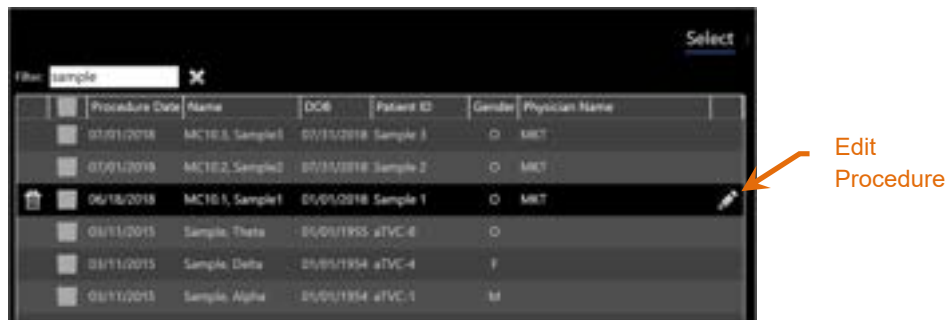 Select
Filter: sample
Procedure Date Name DOB Patient ID Gender Physician Name
07/01/2018 MC10.3, Sample3 07/31/2018 Sample 3 O MKT
07/01/2018 MC10.2, Sample2 07/31/2018 Sample 2 O MKT
06/18/2018 MC10.1, Sample1 01/01/2018 Sample 1 O MKT
03/11/2015 Sample, Theta 01/01/1955 aTVC-8 O
03/11/2015 Sample, Delta 01/01/1954 aTVC-4 F
03/11/2015 Sample, Alpha 01/01/1954 aTVC-1 M
Edit
Procedure